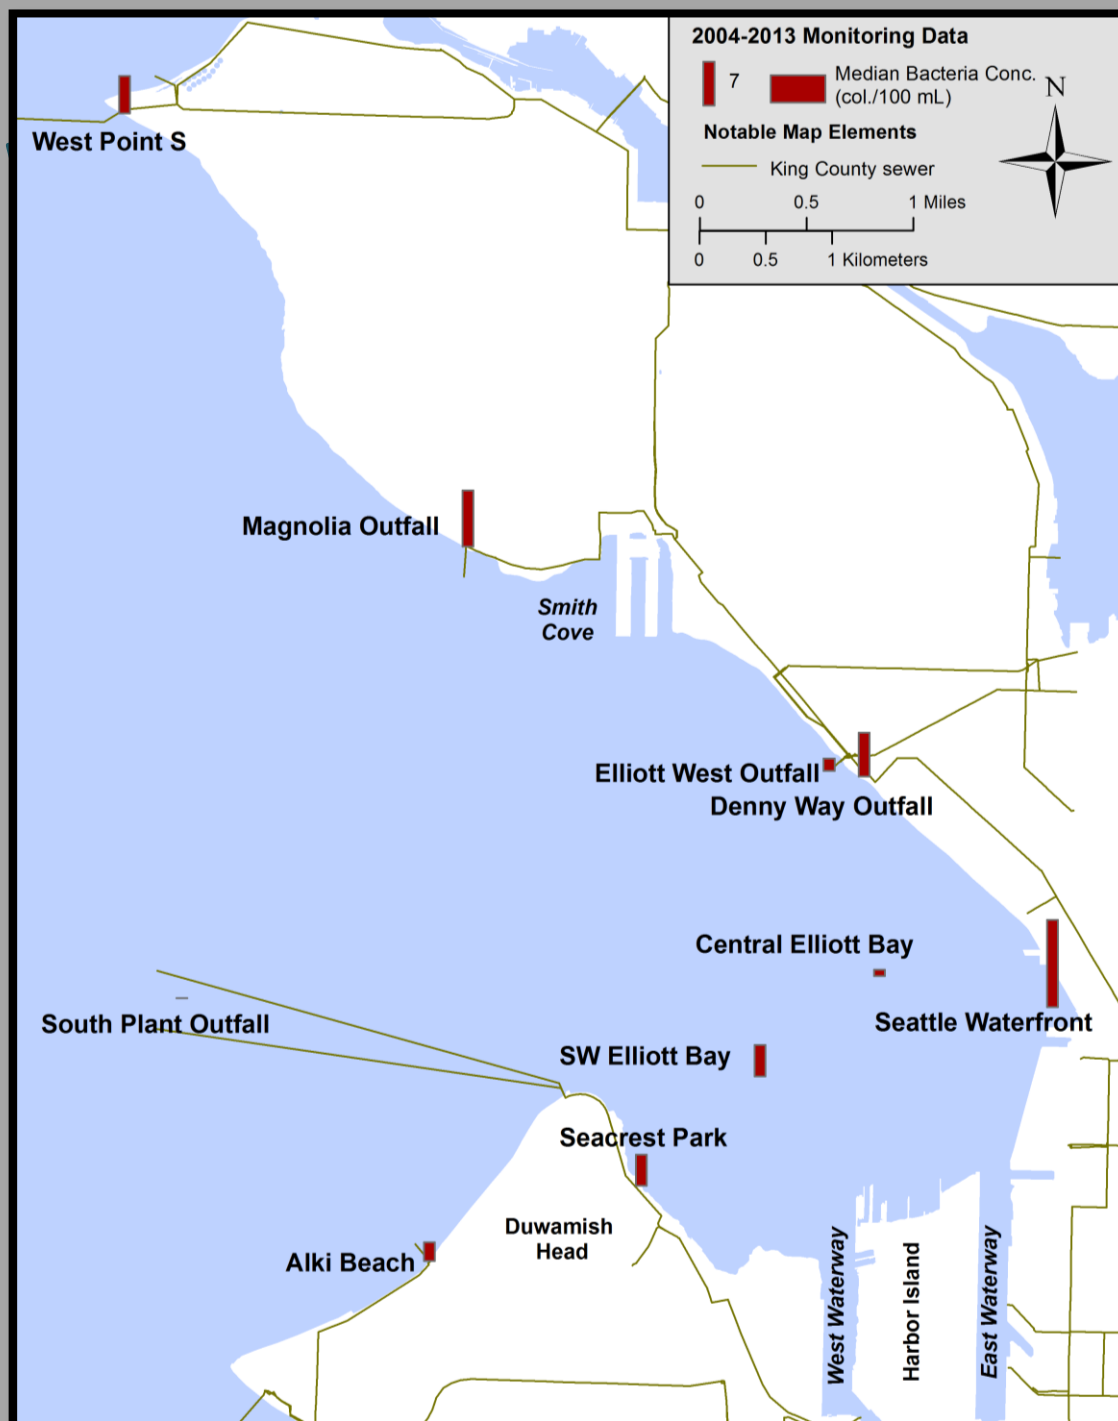 2004-2013 Monitoring Data
7
Median Bacteria Conc.
(col./100 mL)
N
Notable Map Elements
King County sewer
0 0.5 1 Miles
0 0.5 1 Kilometers
West Point S
Magnolia Outfall
Smith
Cove
Elliott West Outfall
Denny Way Outfall
Central Elliott Bay
South Plant Outfall
Seattle Waterfront
SW Elliott Bay
Seacrest Park
Duwamish
Head
Alki Beach
West Waterway
Harbor Island
East Waterway